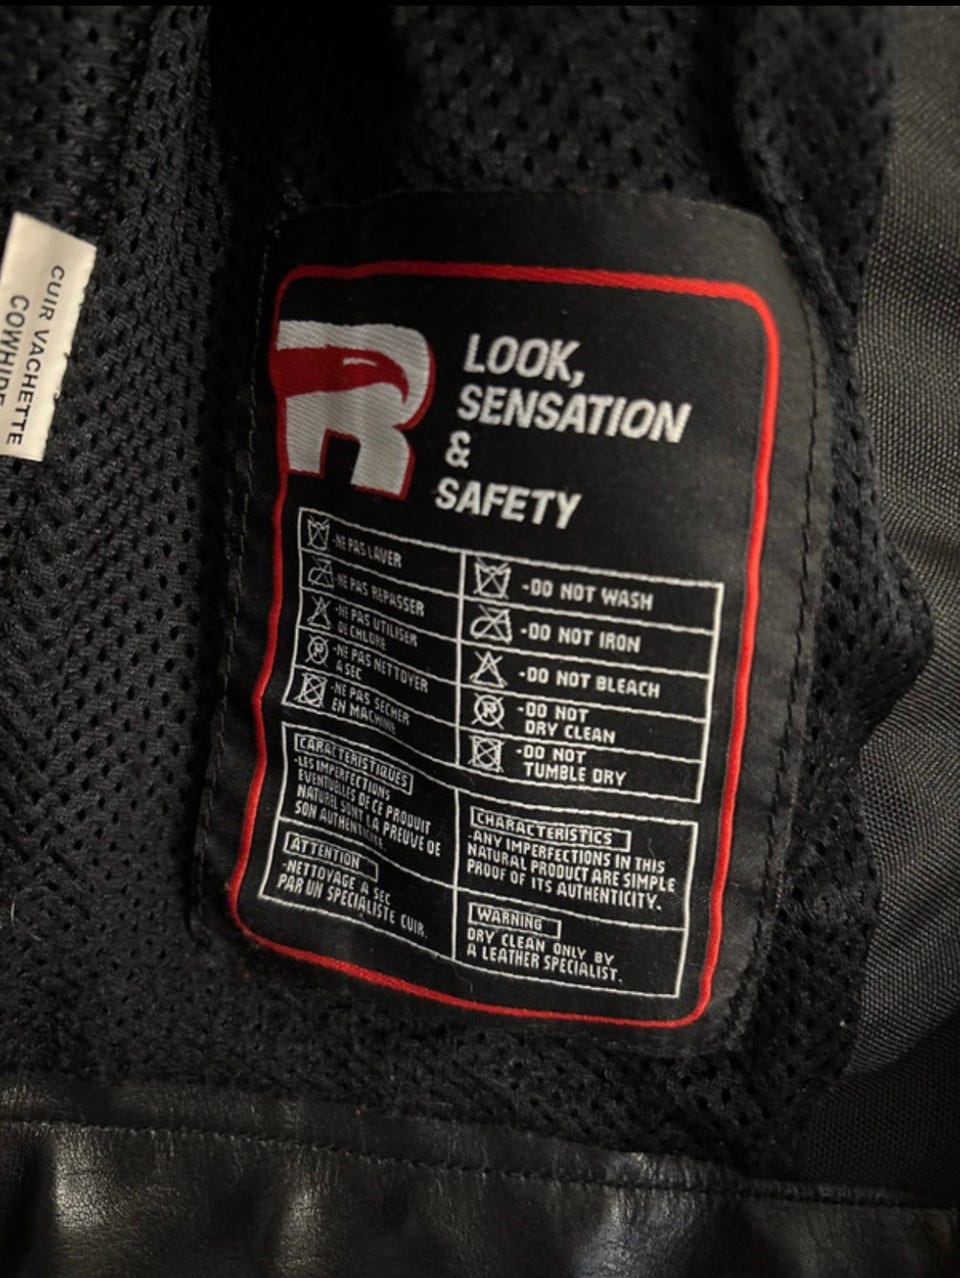 CUIR VACHETTE
COWHIDE
R
LOOK,
SENSATION
&
SAFETY
-NE PAS LAVER
-NE PAS REPASSER
-NE PAS UTILISER
DE CHLORE
-NE PAS NETTOYER
A SEC
-NE PAS SECHER
EN MACHINE
-DO NOT WASH
-DO NOT IRON
-DO NOT BLEACH
P -DO NOT
DRY CLEAN
-DO NOT
TUMBLE DRY
CARACTERISTIQUES
-LES IMPERFECTIONS
EVENTUELLES DE CE PRODUIT
NATUREL SONT LA PREUVE DE
SON AUTHENTICITE.
ATTENTION
-NETTOYAGE A SEC
PAR UN SPECIALISTE CUIR.
CHARACTERISTICS
-ANY IMPERFECTIONS IN THIS
NATURAL PRODUCT ARE SIMPLE
PROOF OF ITS AUTHENTICITY.
WARNING
DRY CLEAN ONLY BY
A LEATHER SPECIALIST.